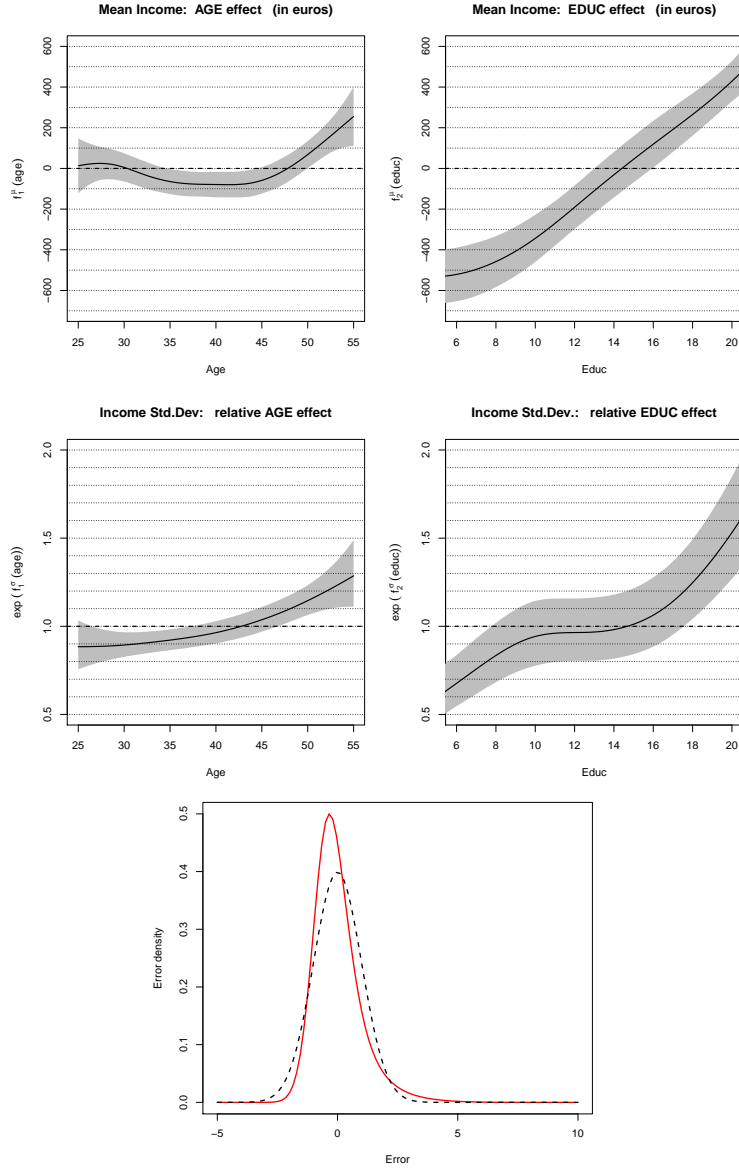 Mean Income: AGE effect (in euros)
f₁^μ (age)
600
400
200
0
−200
−400
−600
25 30 35 40 45 50 55
Age
Mean Income: EDUC effect (in euros)
f₂^μ (educ)
600
400
200
0
−200
−400
−600
6 8 10 12 14 16 18 20
Educ
Income Std.Dev: relative AGE effect
exp ( f₁^σ (age))
2.0
1.5
1.0
0.5
25 30 35 40 45 50 55
Age
Income Std.Dev.: relative EDUC effect
exp ( f₂^σ (educ))
2.0
1.5
1.0
0.5
6 8 10 12 14 16 18 20
Educ
Error density
0.5
0.4
0.3
0.2
0.1
0.0
−5 0 5 10
Error